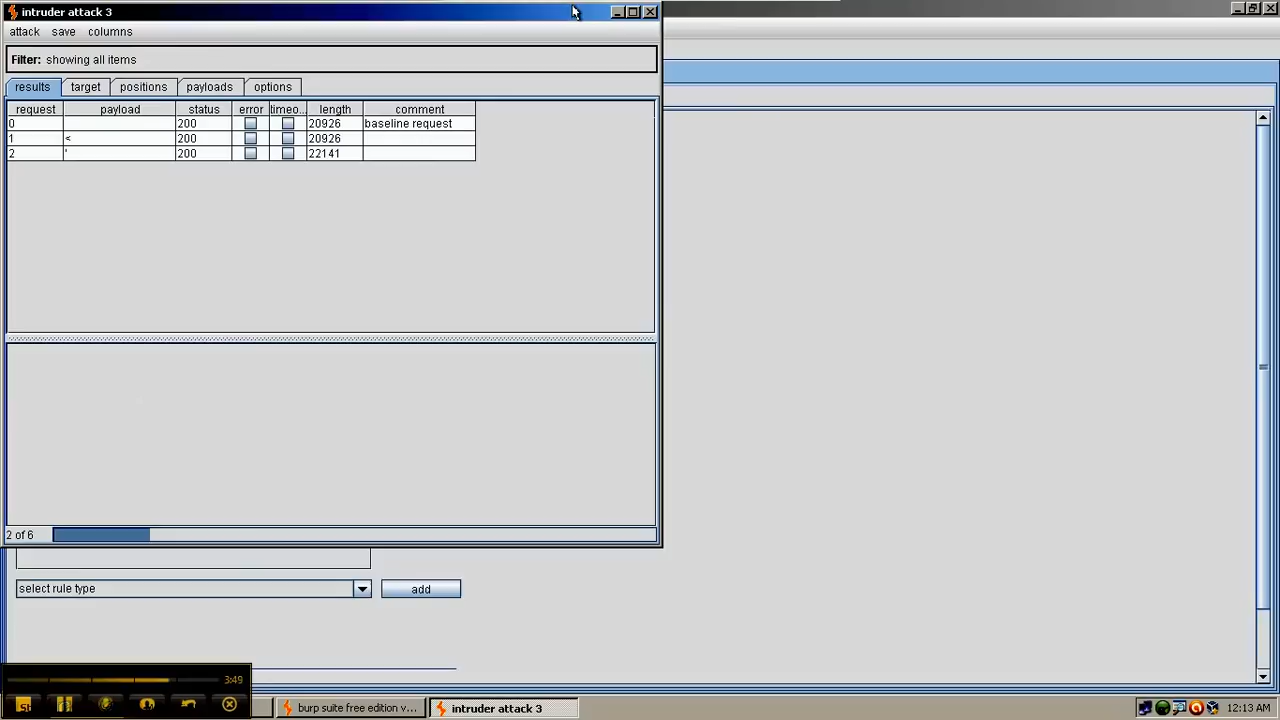 intruder attack 3
attack save columns
Filter: showing all items
results target positions payloads options
request payload status error timeo... length comment
0 200 20926 baseline request
1 < 200 20926
2 ' 200 22141
2 of 6
select rule type add
3:49
burp suite free edition v... intruder attack 3 12:13 AM